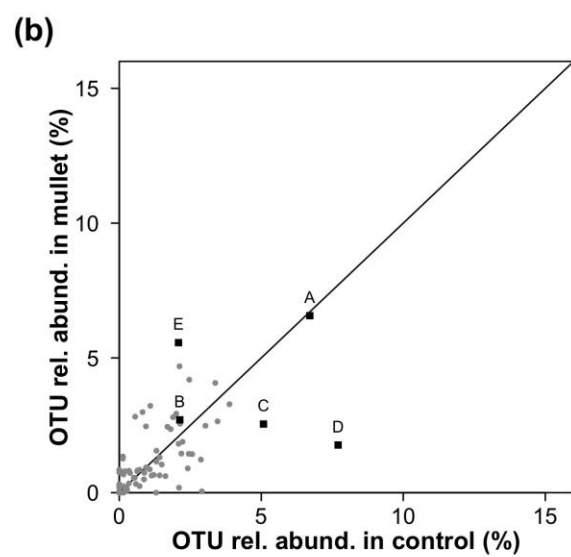 (b)
15
10
5
0
OTU rel. abund. in mullet (%)
A
E
B
C
D
0 5 10 15
OTU rel. abund. in control (%)